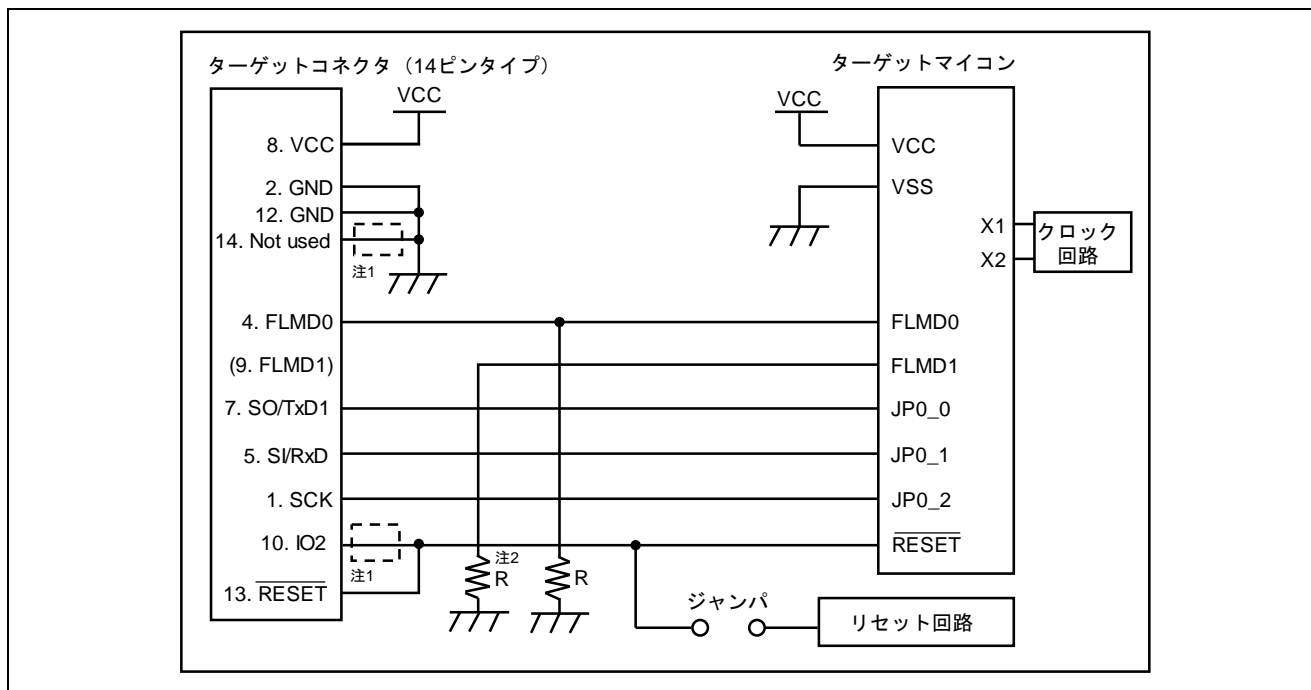 ターゲットコネクタ（14ピンタイプ）
ターゲットマイコン
VCC
VCC
8. VCC
VCC
2. GND
VSS
12. GND
14. Not used
注1
X1
X2
クロック
回路
4. FLMD0
FLMD0
(9. FLMD1)
FLMD1
7. SO/TxD1
JP0_0
5. SI/RxD
JP0_1
1. SCK
JP0_2
10. IO2
RESET
注1
注2
R
R
13. RESET
ジャンパ
リセット回路